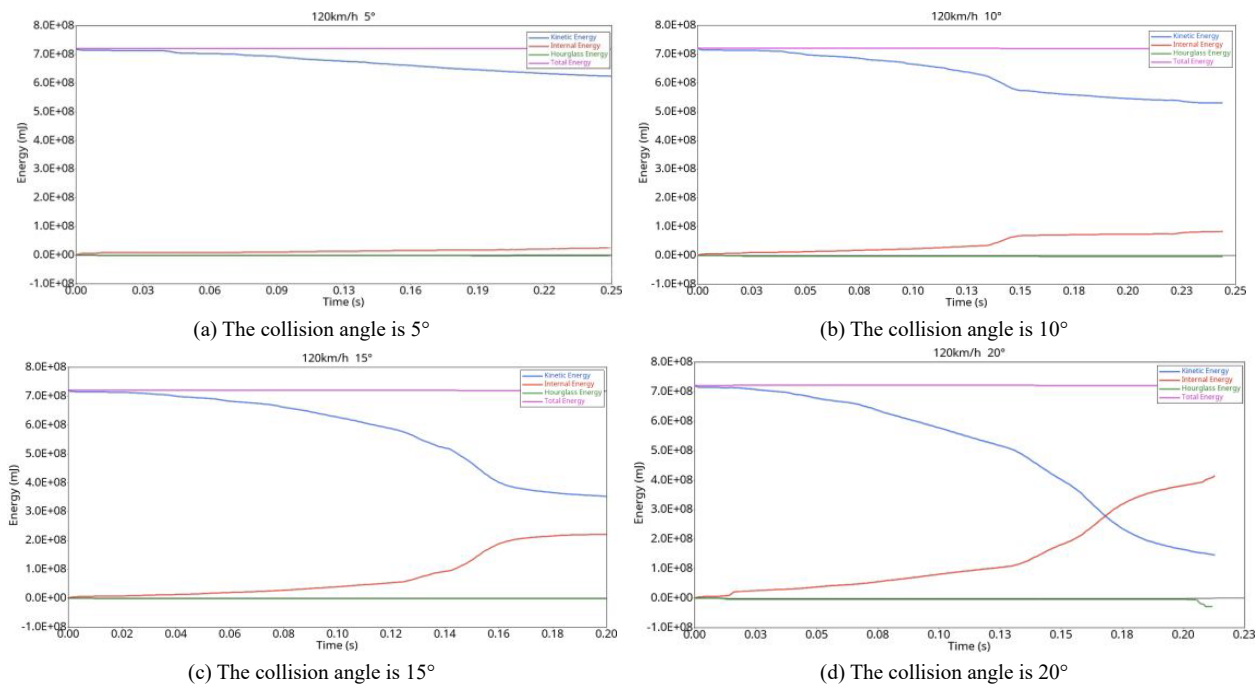 120km/h 5°
8.0E+08
7.0E+08
6.0E+08
5.0E+08
4.0E+08
3.0E+08
2.0E+08
1.0E+08
0.0E+00
-1.0E+08
Energy (mJ)
Kinetic Energy
Internal Energy
Hourglass Energy
Total Energy
0.00 0.03 0.06 0.09 0.13 0.16 0.19 0.22 0.25
Time (s)
(a) The collision angle is 5°
120km/h 10°
8.0E+08
7.0E+08
6.0E+08
5.0E+08
4.0E+08
3.0E+08
2.0E+08
1.0E+08
0.0E+00
-1.0E+08
Energy (mJ)
Kinetic Energy
Internal Energy
Hourglass Energy
Total Energy
0.00 0.03 0.05 0.08 0.10 0.13 0.15 0.18 0.20 0.23 0.25
Time (s)
(b) The collision angle is 10°
120km/h 15°
8.0E+08
7.0E+08
6.0E+08
5.0E+08
4.0E+08
3.0E+08
2.0E+08
1.0E+08
0.0E+00
-1.0E+08
Energy (mJ)
Kinetic Energy
Internal Energy
Hourglass Energy
Total Energy
0.00 0.02 0.04 0.06 0.08 0.10 0.12 0.14 0.16 0.18 0.20
Time (s)
(c) The collision angle is 15°
120km/h 20°
8.0E+08
7.0E+08
6.0E+08
5.0E+08
4.0E+08
3.0E+08
2.0E+08
1.0E+08
0.0E+00
-1.0E+08
Energy (mJ)
Kinetic Energy
Internal Energy
Hourglass Energy
Total Energy
0.00 0.03 0.05 0.08 0.10 0.13 0.15 0.18 0.20 0.23
Time (s)
(d) The collision angle is 20°